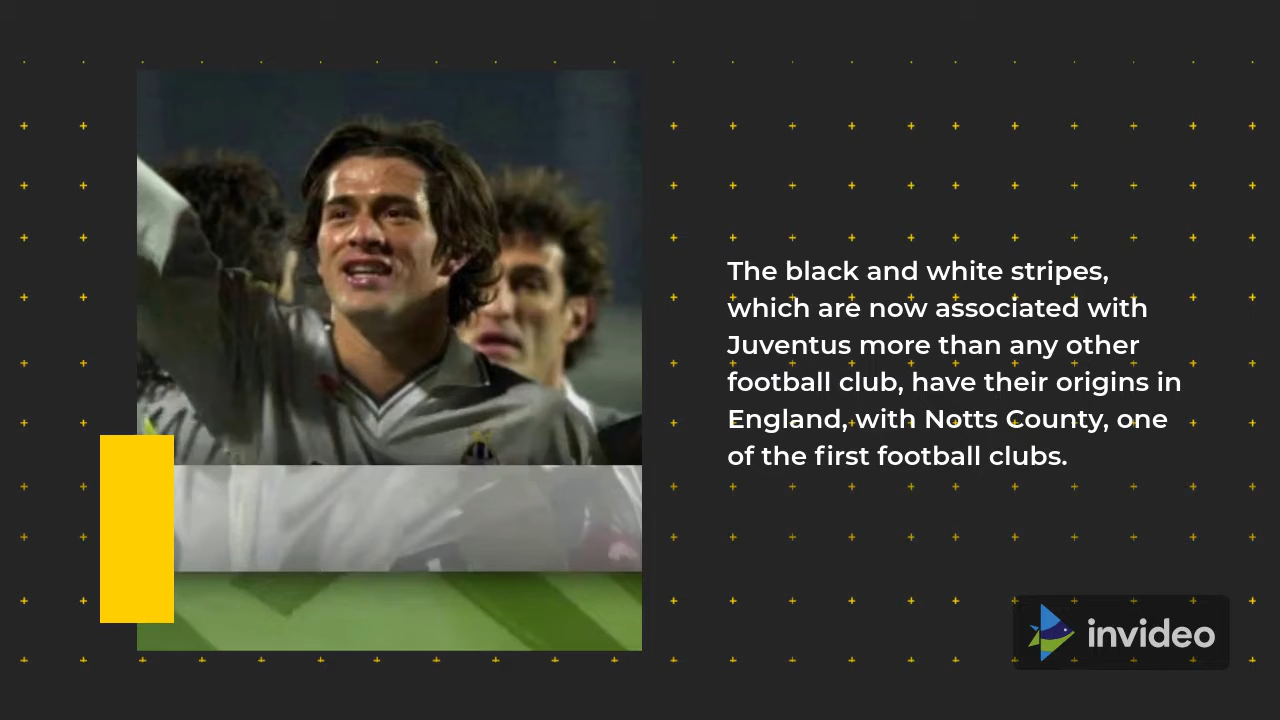 The black and white stripes,
which are now associated with
Juventus more than any other
football club, have their origins in
England, with Notts County, one
of the first football clubs.
invideo